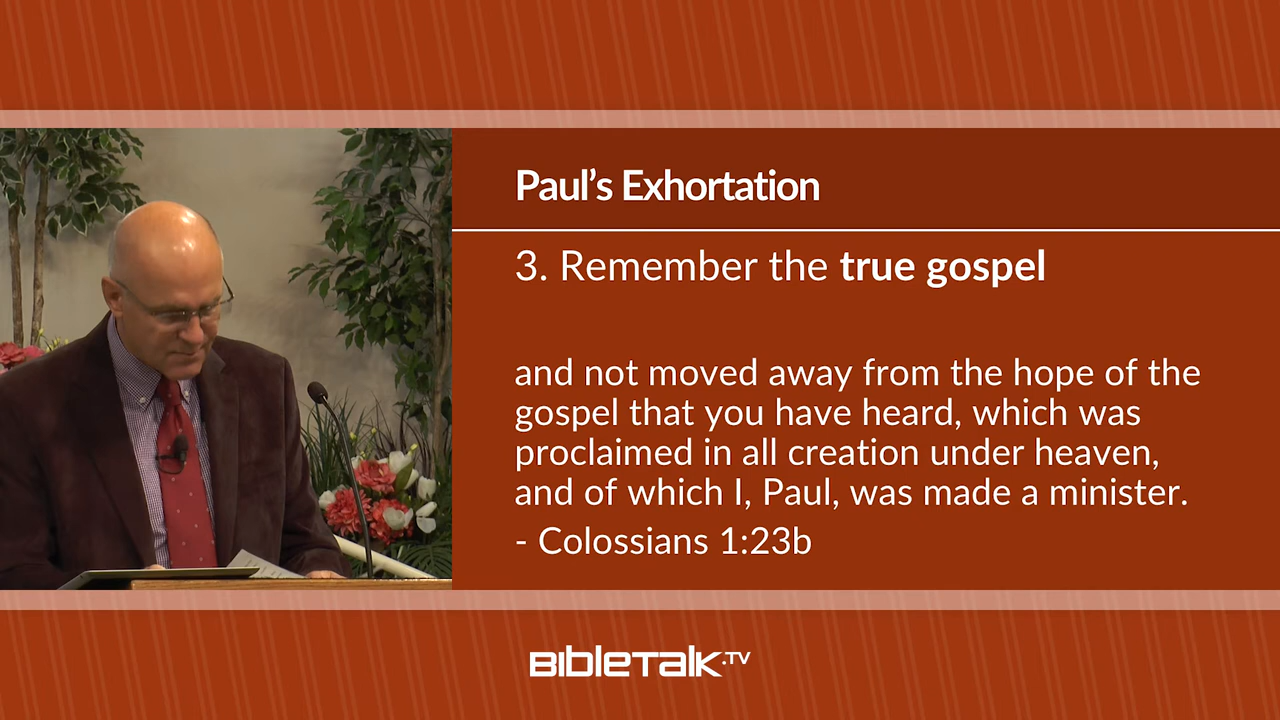 Paul's Exhortation
3. Remember the true gospel
and not moved away from the hope of the
gospel that you have heard, which was
proclaimed in all creation under heaven,
and of which I, Paul, was made a minister.
- Colossians 1:23b
BIBLETALK.TV